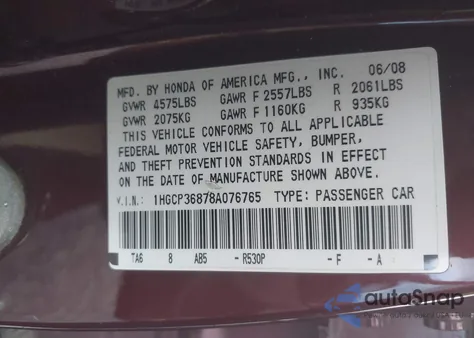 MFD. BY HONDA OF AMERICA MFG., INC. 06/08
GVWR 4575LBS GAWR F 2557LBS R 2061LBS
GVWR 2075KG GAWR F 1160KG R 935KG
THIS VEHICLE CONFORMS TO ALL APPLICABLE
FEDERAL MOTOR VEHICLE SAFETY, BUMPER,
AND THEFT PREVENTION STANDARDS IN EFFECT
ON THE DATE OF MANUFACTURE SHOWN ABOVE.
V.I.N.: 1HGCP36878A076765 TYPE: PASSENGER CAR
TA6 8 AB5 -R530P -F -A
autoSnap